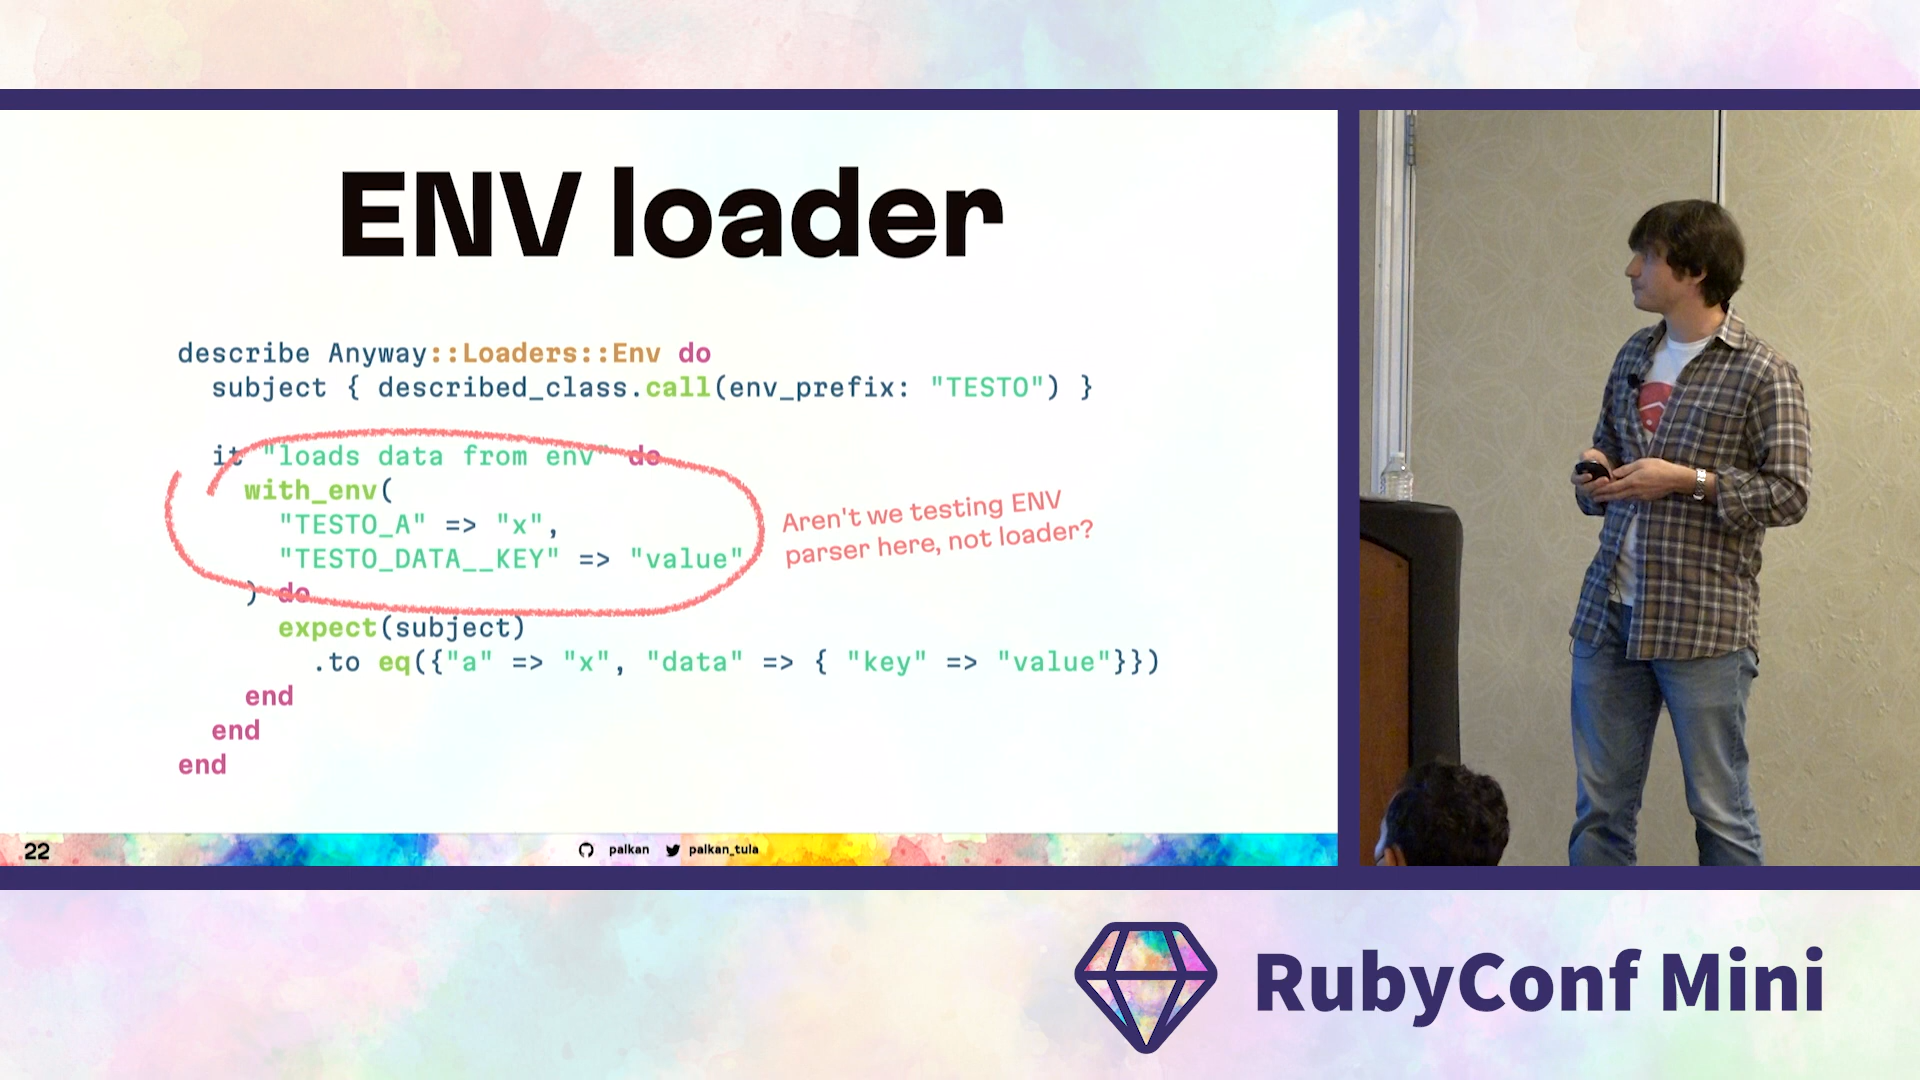 ENV loader
describe Anyway::Loaders::Env do
subject { described_class.call(env_prefix: "TESTO") }
it "loads data from env" do
with_env(
"TESTO_A" => "x",
"TESTO_DATA__KEY" => "value"
) do
expect(subject)
.to eq({"a" => "x", "data" => { "key" => "value"}})
end
end
end
Aren't we testing ENV
parser here, not loader?
22
palkan
palkan_tula
RubyConf Mini